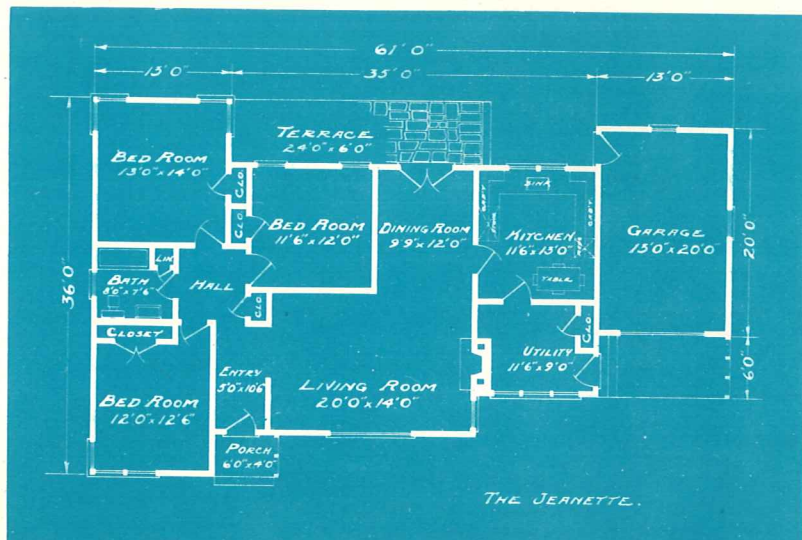 61'0"
13'0" 35'0" 13'0"
TERRACE
24'0" x 6'0"
BED ROOM
13'0" x 14'0"
CLO.
CLO.
BED ROOM
11'6" x 12'0"
DINING ROOM
9'9" x 12'0"
SINK
KITCHEN
11'6" x 13'0"
TABLE
GARAGE
13'0" x 20'0"
20'0"
36'0"
LIN.
BATH
8'0" x 7'6"
HALL
CLO.
CLOSET
CLO.
UTILITY
11'6" x 9'0"
6'0"
ENTRY
5'0" x 10'6"
LIVING ROOM
20'0" x 14'0"
BED ROOM
12'0" x 12'6"
PORCH
6'0" x 4'0"
THE JEANETTE.